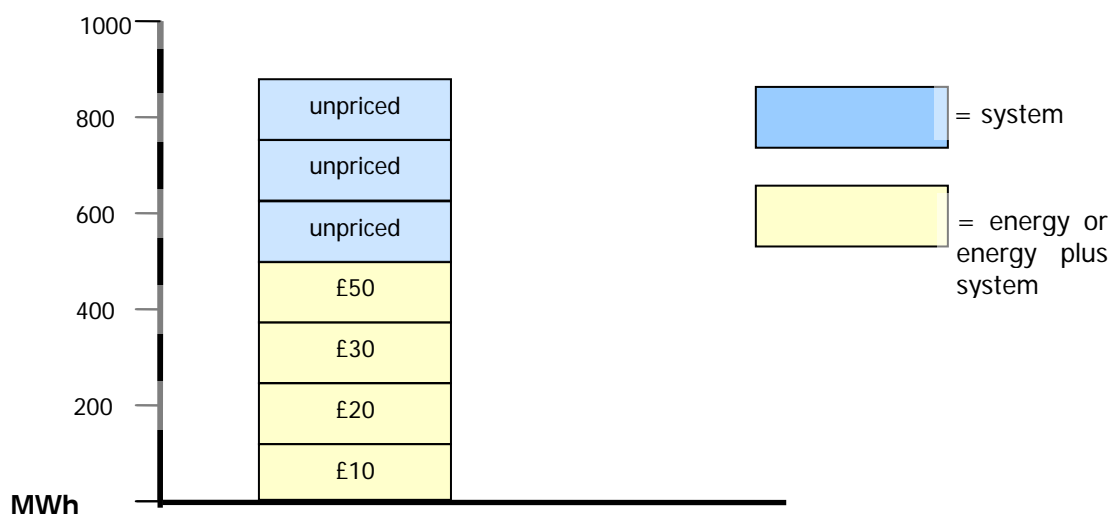 1000
800
600
400
200
MWh
unpriced
unpriced
unpriced
£50
£30
£20
£10
= system
= energy or
energy plus
system